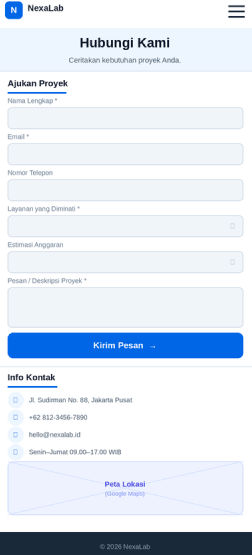 N NexaLab
Hubungi Kami
Ceritakan kebutuhan proyek Anda.
Ajukan Proyek
Nama Lengkap *
Email *
Nomor Telepon
Layanan yang Diminati *
Estimasi Anggaran
Pesan / Deskripsi Proyek *
Kirim Pesan →
Info Kontak
Jl. Sudirman No. 88, Jakarta Pusat
+62 812-3456-7890
hello@nexalab.id
Senin–Jumat 09.00–17.00 WIB
Peta Lokasi
(Google Maps)
© 2026 NexaLab